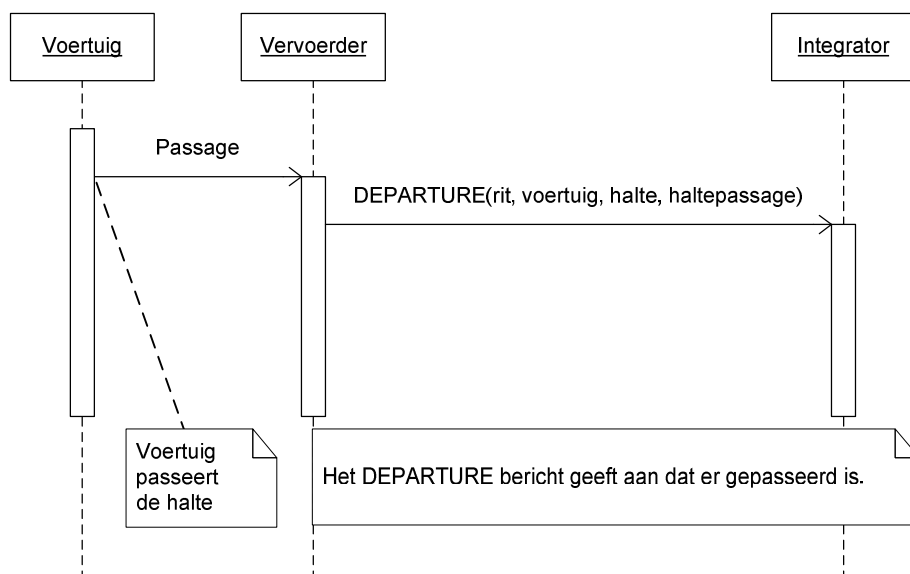 Voertuig
Vervoerder
Integrator
Passage
DEPARTURE(rit, voertuig, halte, haltepassage)
Voertuig
passeert
de halte
Het DEPARTURE bericht geeft aan dat er gepasseerd is.